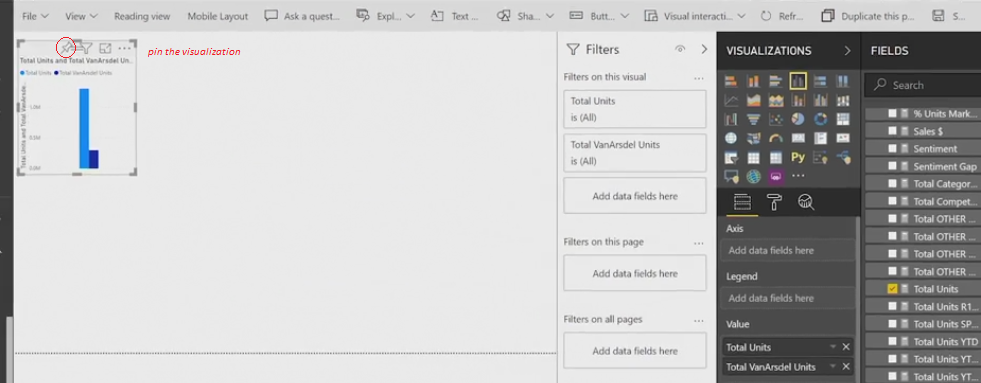 File View Reading view Mobile Layout Ask a quest... Expl... Text ... Sha... Butt... Visual interacti... Refr... Duplicate this p... S...
pin the visualization
Total Units and Total VanArsdel Un..
Total Units Total VanArsdel Units
Total Units and Total VanArsde...
1.0M
0.5M
0.0M
Filters
Filters on this visual ...
Total Units
is (All)
Total VanArsdel Units
is (All)
Add data fields here
Filters on this page ...
Add data fields here
Filters on all pages ...
Add data fields here
VISUALIZATIONS
Py
...
Axis
Add data fields here
Legend
Add data fields here
Value
Total Units
Total VanArsdel Units
FIELDS
Search
% Units Mark...
Sales $
Sentiment
Sentiment Gap
Total Categor...
Total Compet...
Total OTHER ...
Total OTHER ...
Total OTHER ...
Total OTHER ...
Total Units
Total Units R1...
Total Units SP...
Total Units YTD
Total Units YT...
Total Units YT...